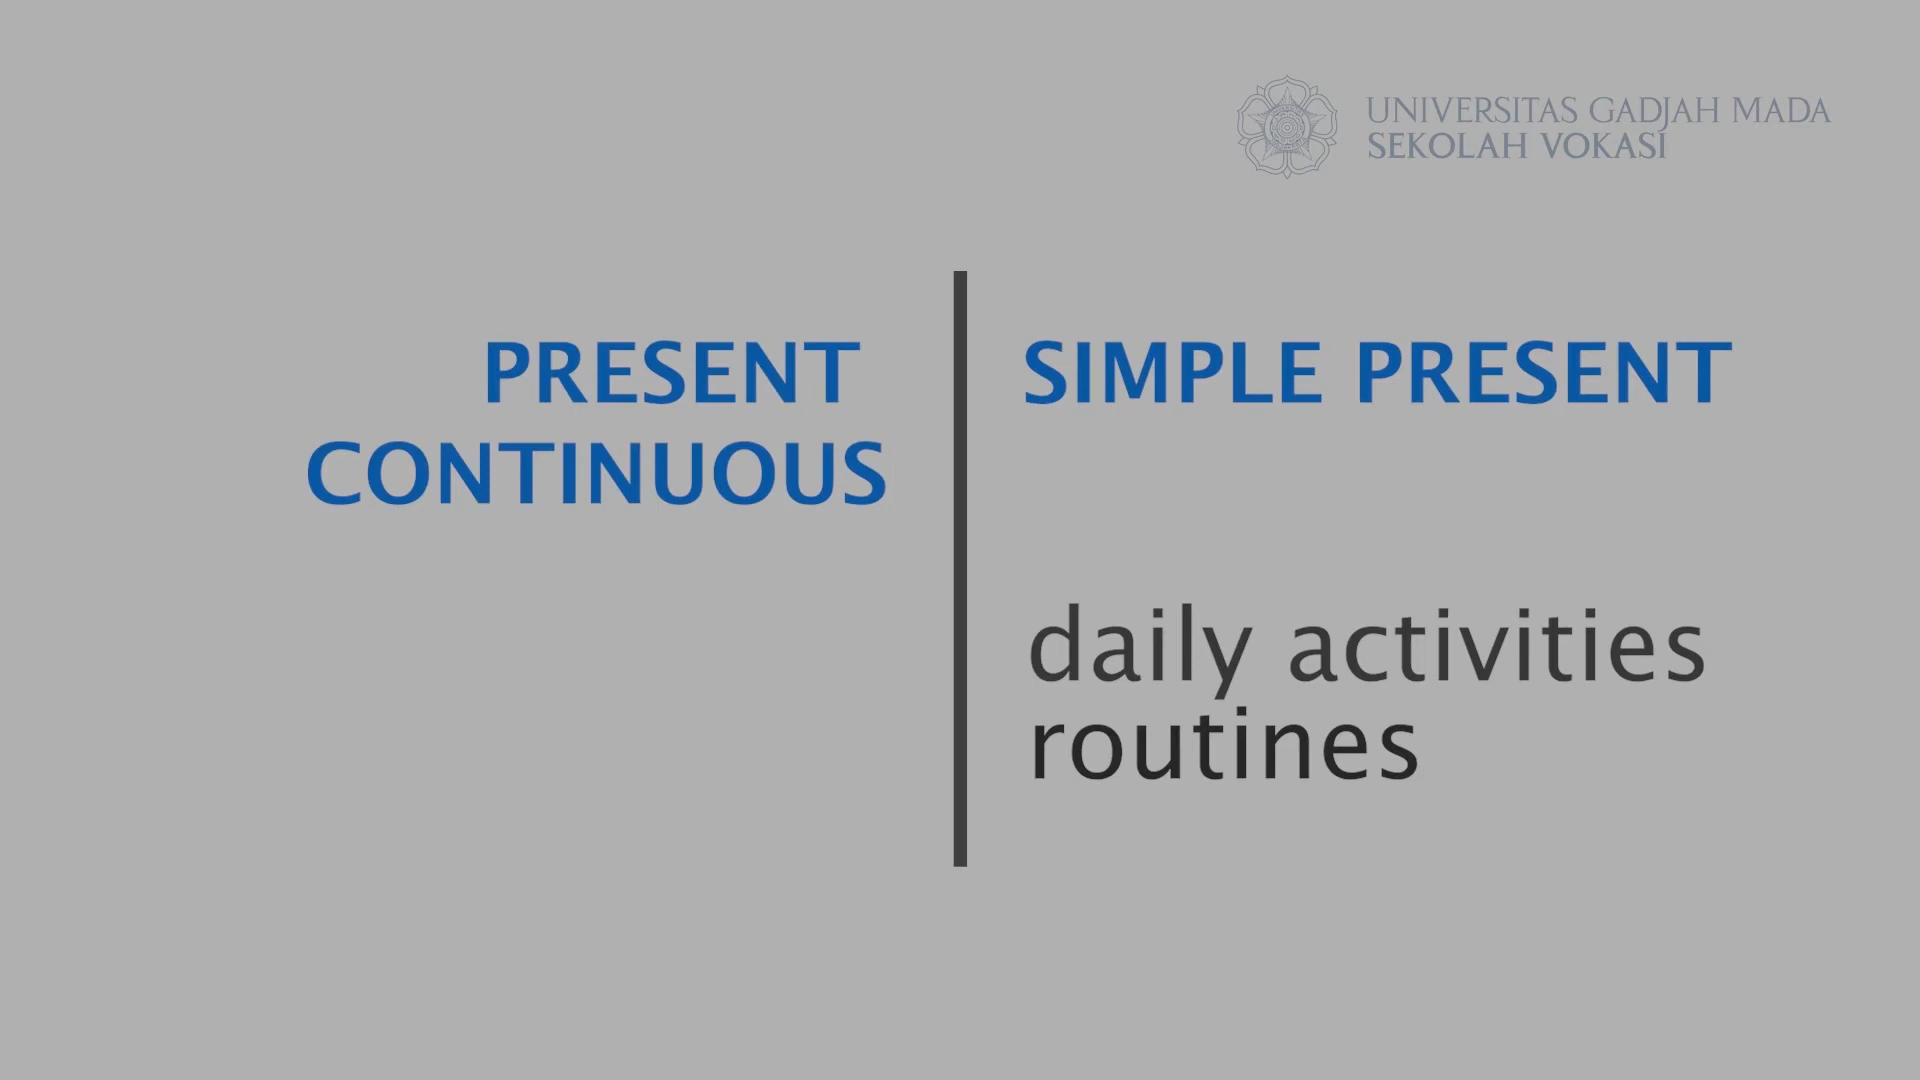 UNIVERSITAS GADJAH MADA
SEKOLAH VOKASI
PRESENT
CONTINUOUS
SIMPLE PRESENT
daily activities
routines